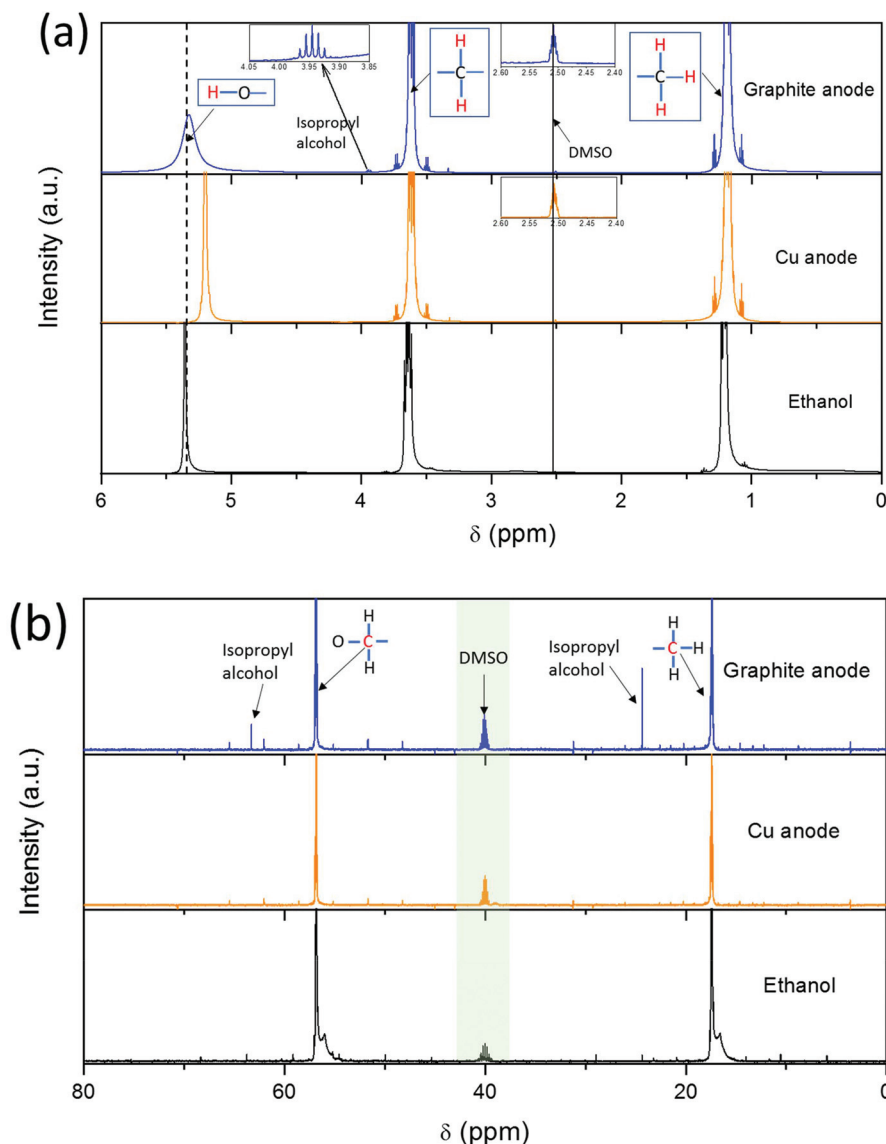 (a)
4.05 4.00 3.95 3.90 3.85
2.60 2.55 2.50 2.45 2.40
H
C
H
H
C H
H
Graphite anode
H O
Isopropyl
alcohol
DMSO
2.60 2.55 2.50 2.45 2.40
Cu anode
Ethanol
Intensity (a.u.)
6 5 4 3 2 1 0
δ (ppm)
(b)
Isopropyl
alcohol
H
O C
H
DMSO
Isopropyl
alcohol
H
C H
H
Graphite anode
Cu anode
Ethanol
Intensity (a.u.)
80 60 40 20 0
δ (ppm)